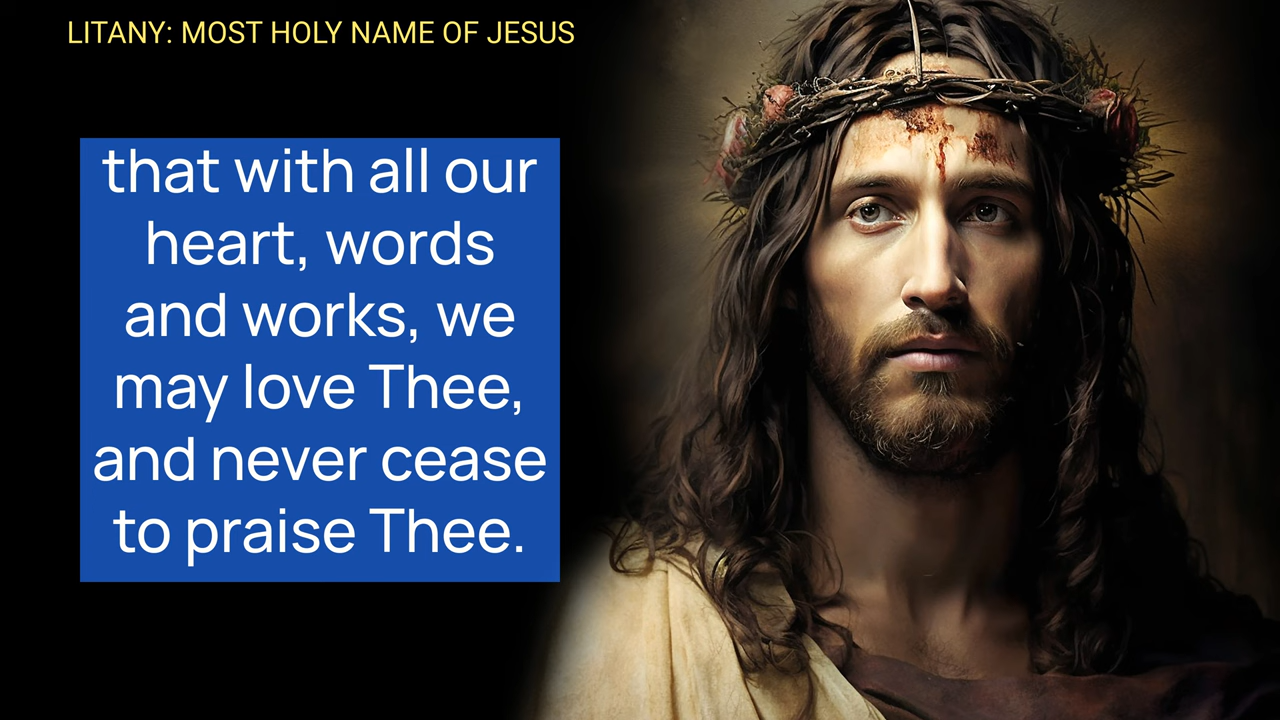 LITANY: MOST HOLY NAME OF JESUS
that with all our
heart, words
and works, we
may love Thee,
and never cease
to praise Thee.